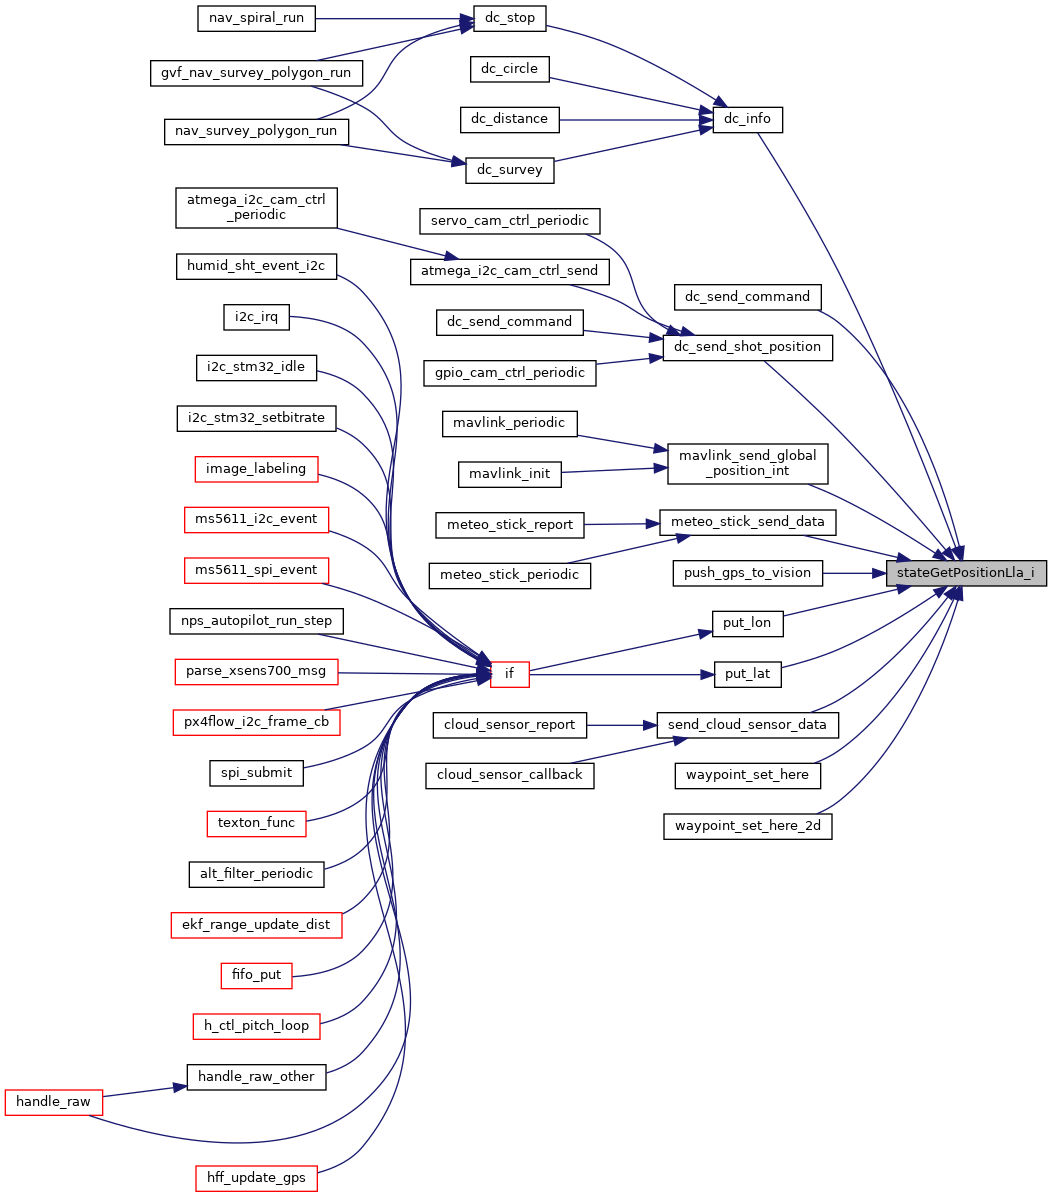 nav_spiral_run
dc_stop
gvf_nav_survey_polygon_run
dc_circle
dc_distance
dc_info
nav_survey_polygon_run
dc_survey
atmega_i2c_cam_ctrl
_periodic
servo_cam_ctrl_periodic
humid_sht_event_i2c
atmega_i2c_cam_ctrl_send
dc_send_command
i2c_irq
dc_send_command
dc_send_shot_position
i2c_stm32_idle
gpio_cam_ctrl_periodic
i2c_stm32_setbitrate
mavlink_periodic
mavlink_send_global
_position_int
image_labeling
mavlink_init
ms5611_i2c_event
meteo_stick_report
meteo_stick_send_data
ms5611_spi_event
meteo_stick_periodic
push_gps_to_vision
stateGetPositionLla_i
nps_autopilot_run_step
put_lon
parse_xsens700_msg
if
put_lat
px4flow_i2c_frame_cb
cloud_sensor_report
send_cloud_sensor_data
spi_submit
cloud_sensor_callback
waypoint_set_here
texton_func
waypoint_set_here_2d
alt_filter_periodic
ekf_range_update_dist
fifo_put
h_ctl_pitch_loop
handle_raw_other
handle_raw
hff_update_gps